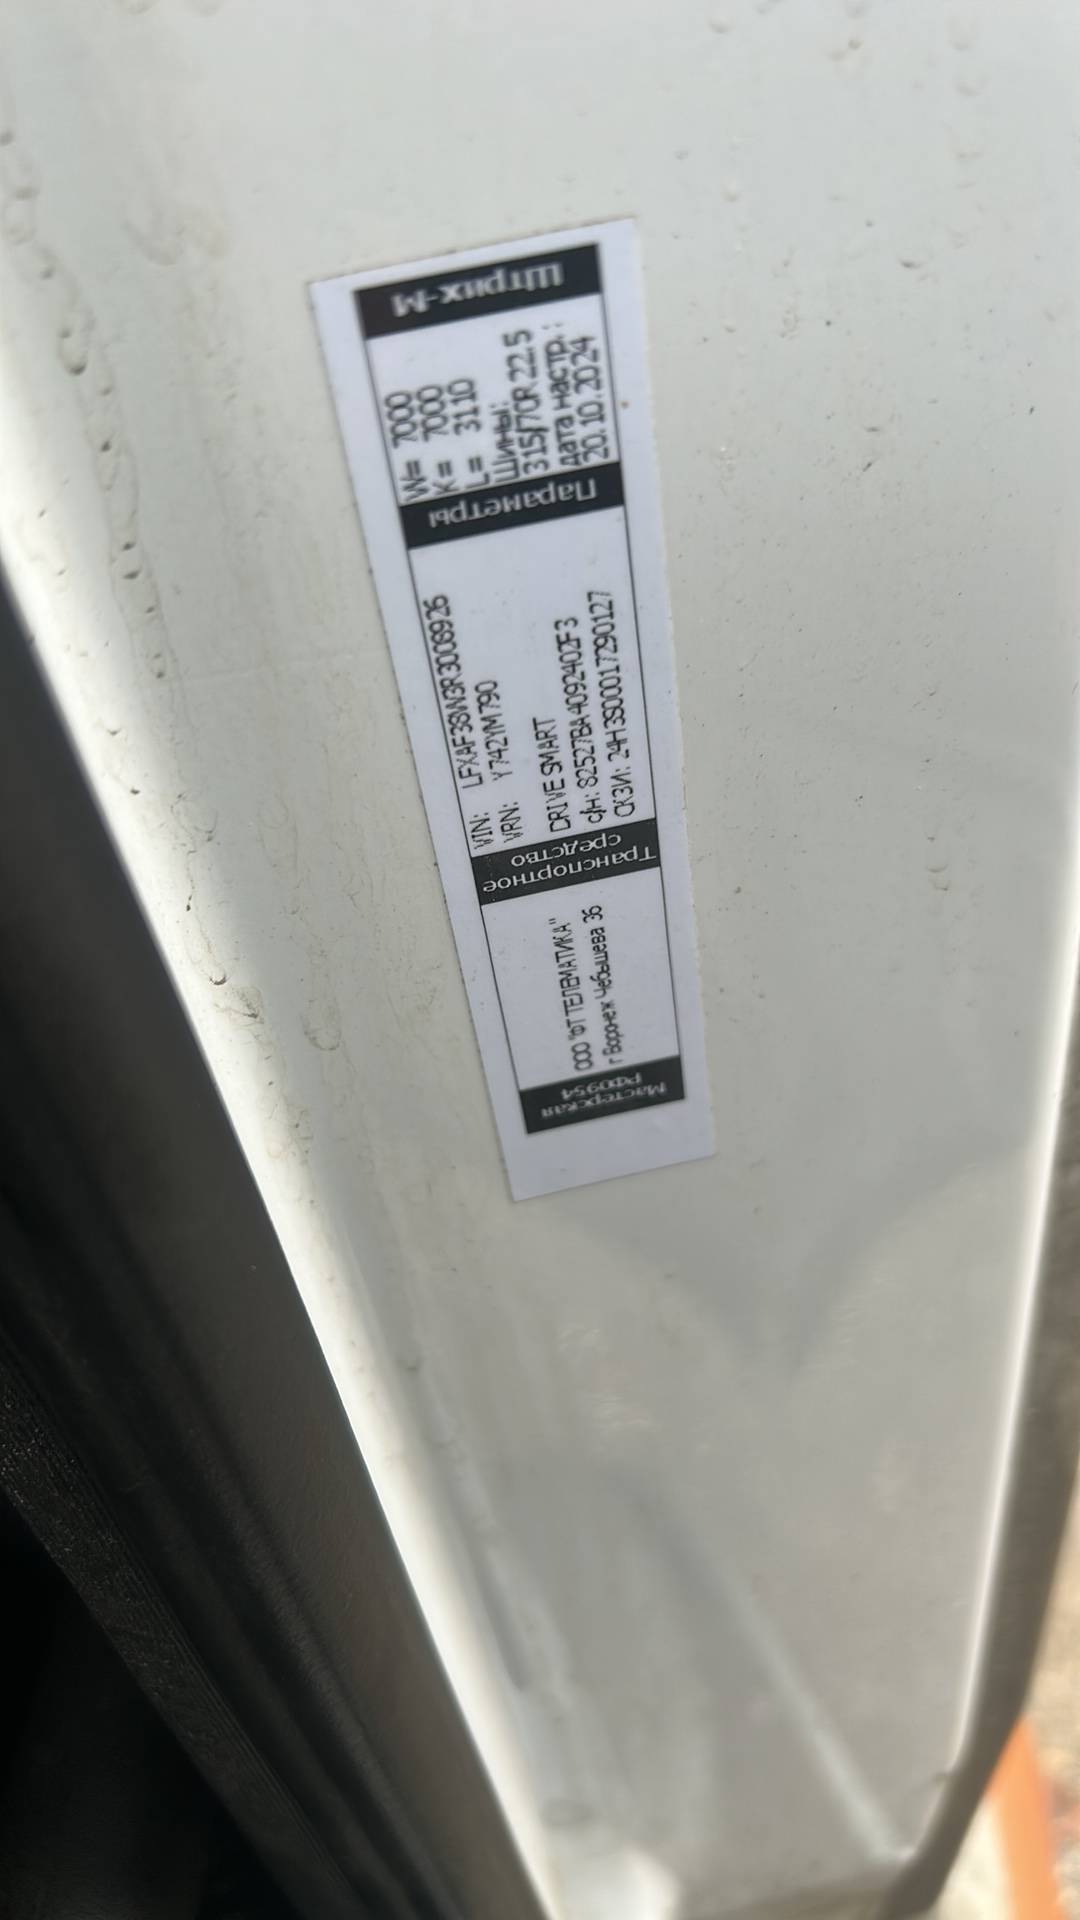 Мастерская
РФ0954
ООО "ФТ ТЕЛЕМАТИКА"
г Воронеж Чебышева 36
Транспортное
средство
VIN: LFXAF38W3R3008926
VRN: Y742YM790
DRIVE SMART
с/н: 82527BA4092402F3
СКЗИ: 24H3S00017290127
Параметры
W= 7000
K= 7000
L= 3110
Шины:
315/70R 22.5
Дата настр.:
20.10.2024
Штрих-М